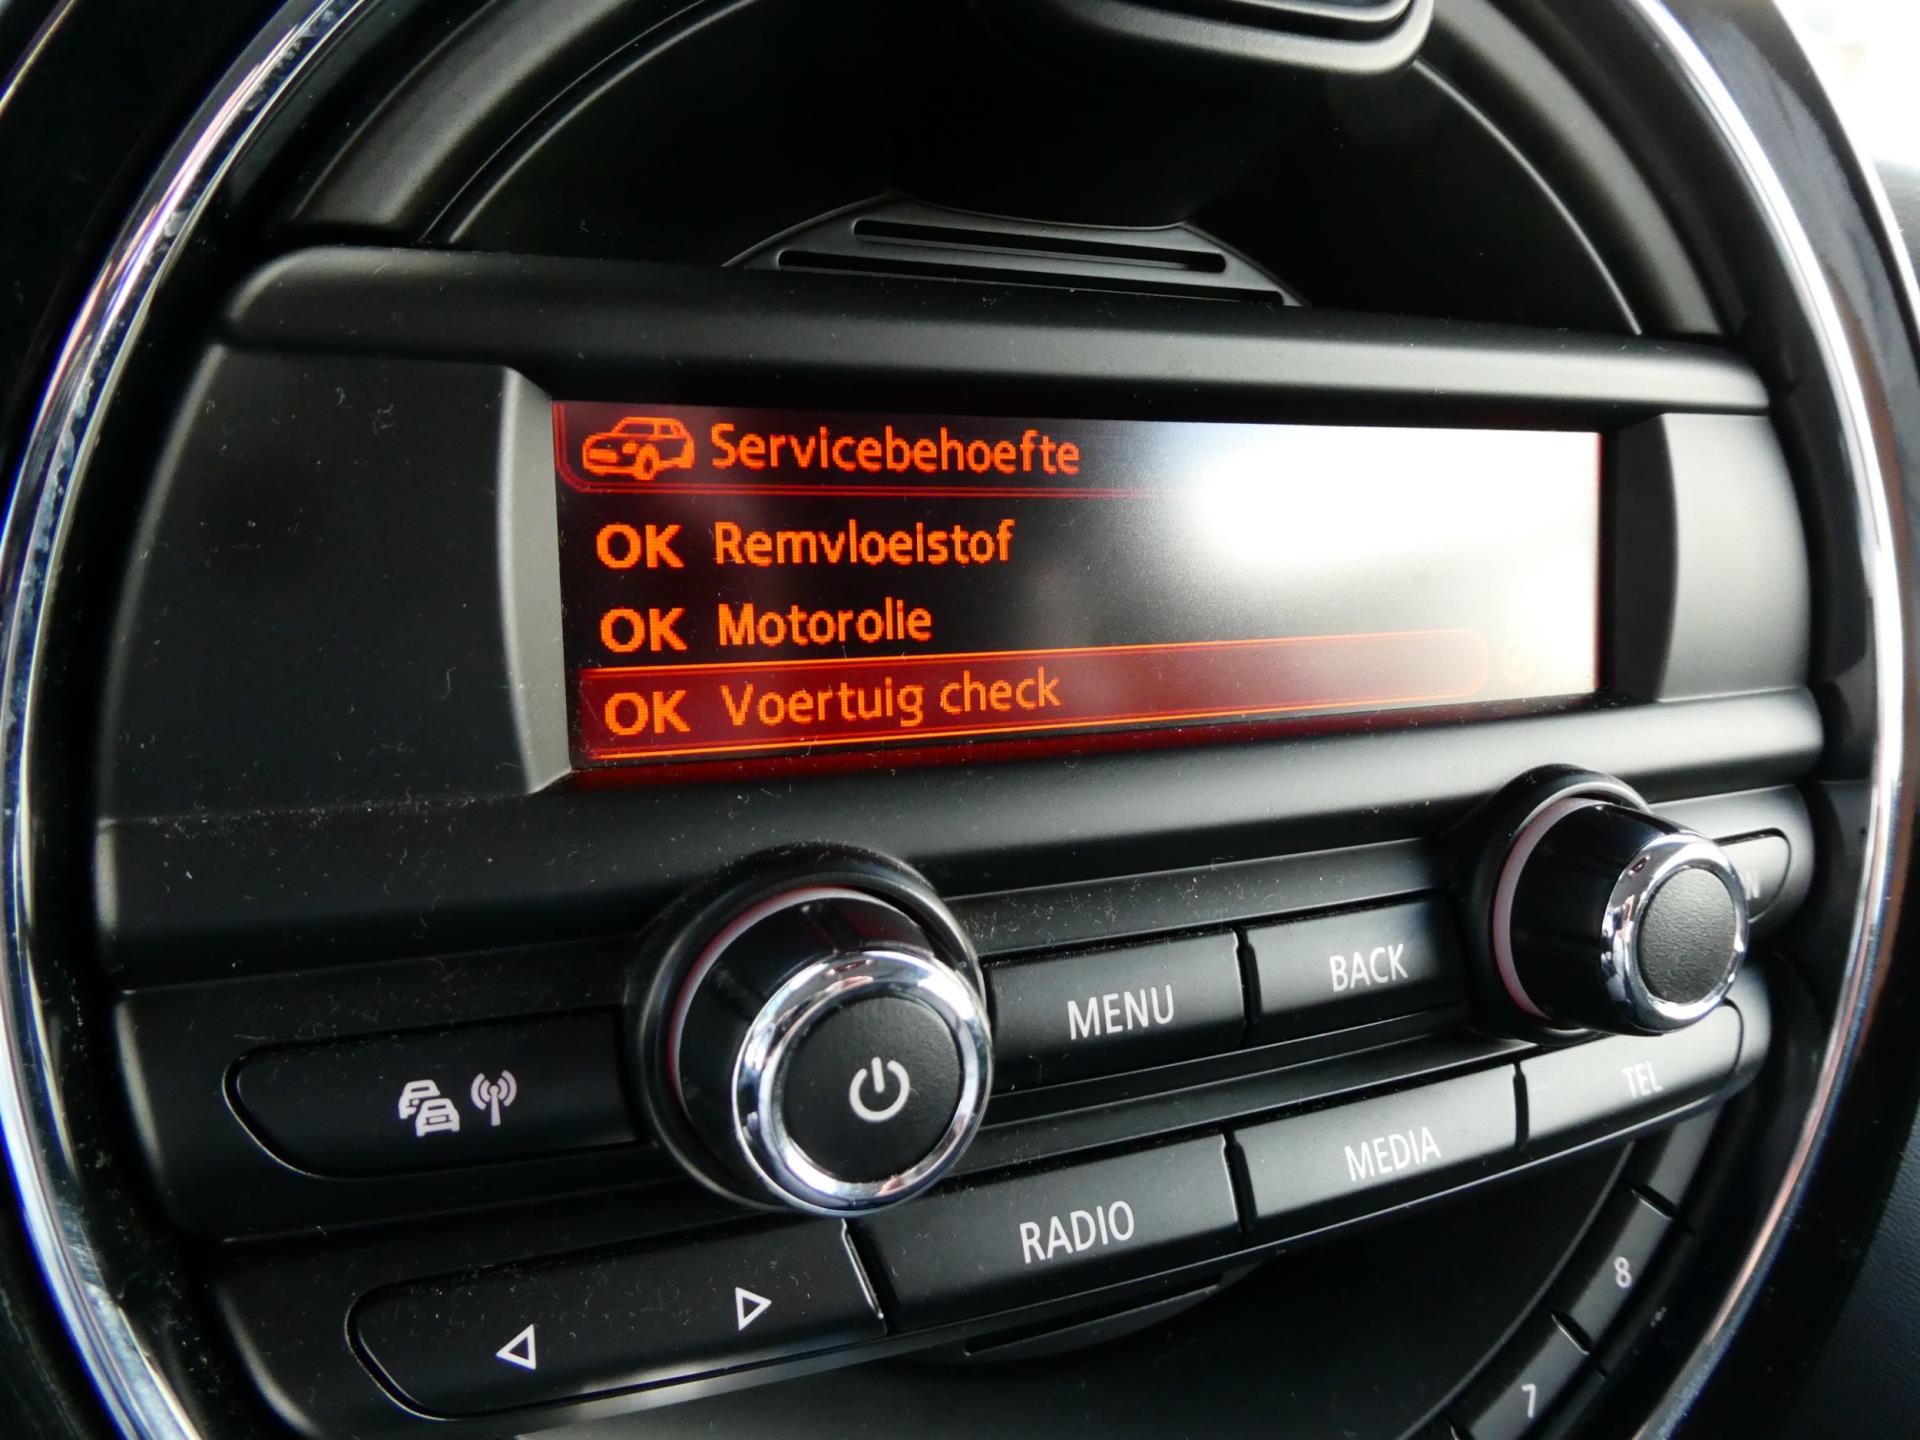 Servicebehoefte
OK Remvloeistof
OK Motorolie
OK Voertuig check
MENU
BACK
TEL
MEDIA
RADIO
8
7